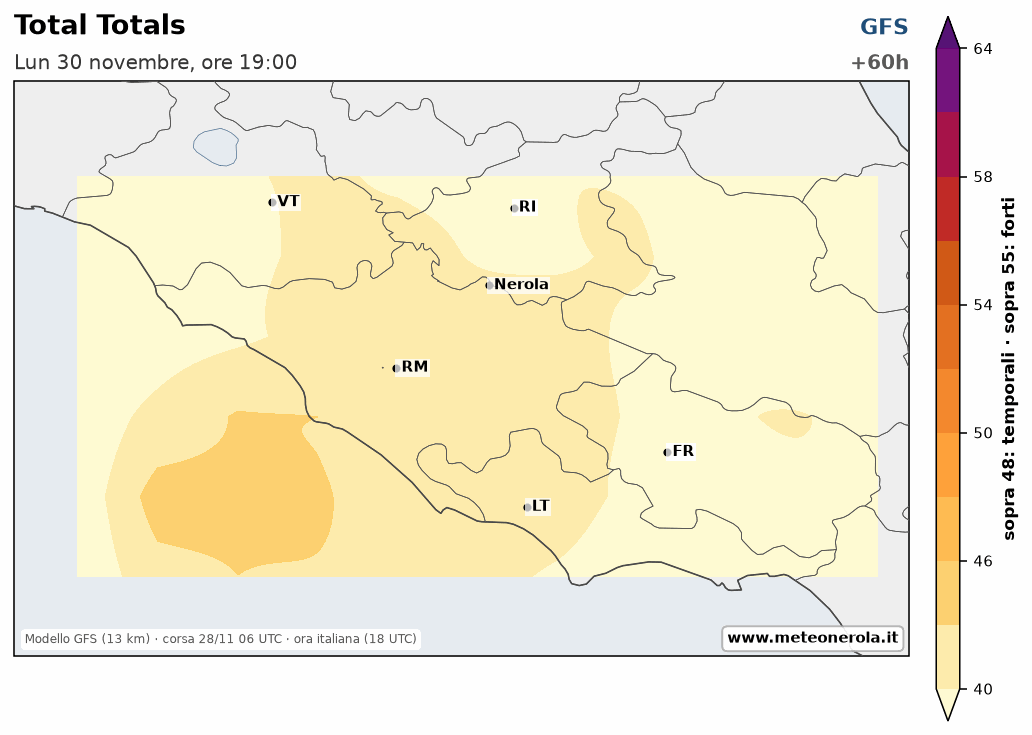 Total Totals
GFS
Lun 30 novembre, ore 19:00
+60h
VT
RI
Nerola
RM
FR
LT
Modello GFS (13 km) · corsa 28/11 06 UTC · ora italiana (18 UTC)
www.meteonerola.it
64
58
54
50
46
40
sopra 48: temporali · sopra 55: forti